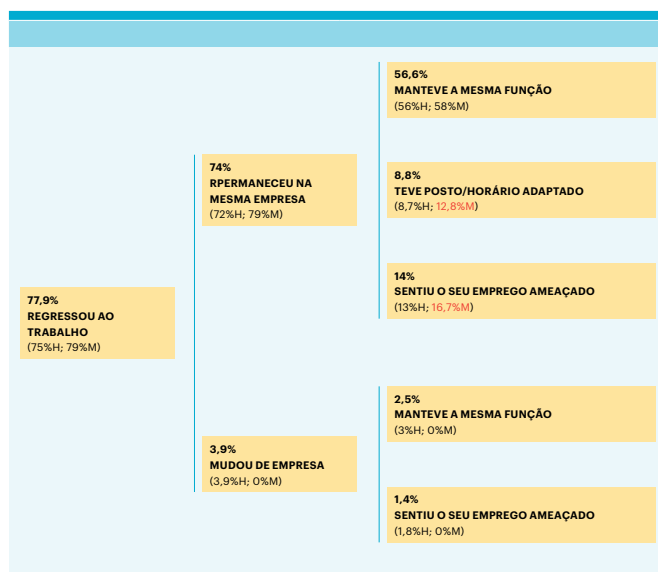 77,9%
REGRESSOU AO
TRABALHO
(75%H; 79%M)
74%
RPERMANECEU NA
MESMA EMPRESA
(72%H; 79%M)
56,6%
MANTEVE A MESMA FUNÇÃO
(56%H; 58%M)
8,8%
TEVE POSTO/HORÁRIO ADAPTADO
(8,7%H; 12,8%M)
14%
SENTIU O SEU EMPREGO AMEAÇADO
(13%H; 16,7%M)
3,9%
MUDOU DE EMPRESA
(3,9%H; 0%M)
2,5%
MANTEVE A MESMA FUNÇÃO
(3%H; 0%M)
1,4%
SENTIU O SEU EMPREGO AMEAÇADO
(1,8%H; 0%M)